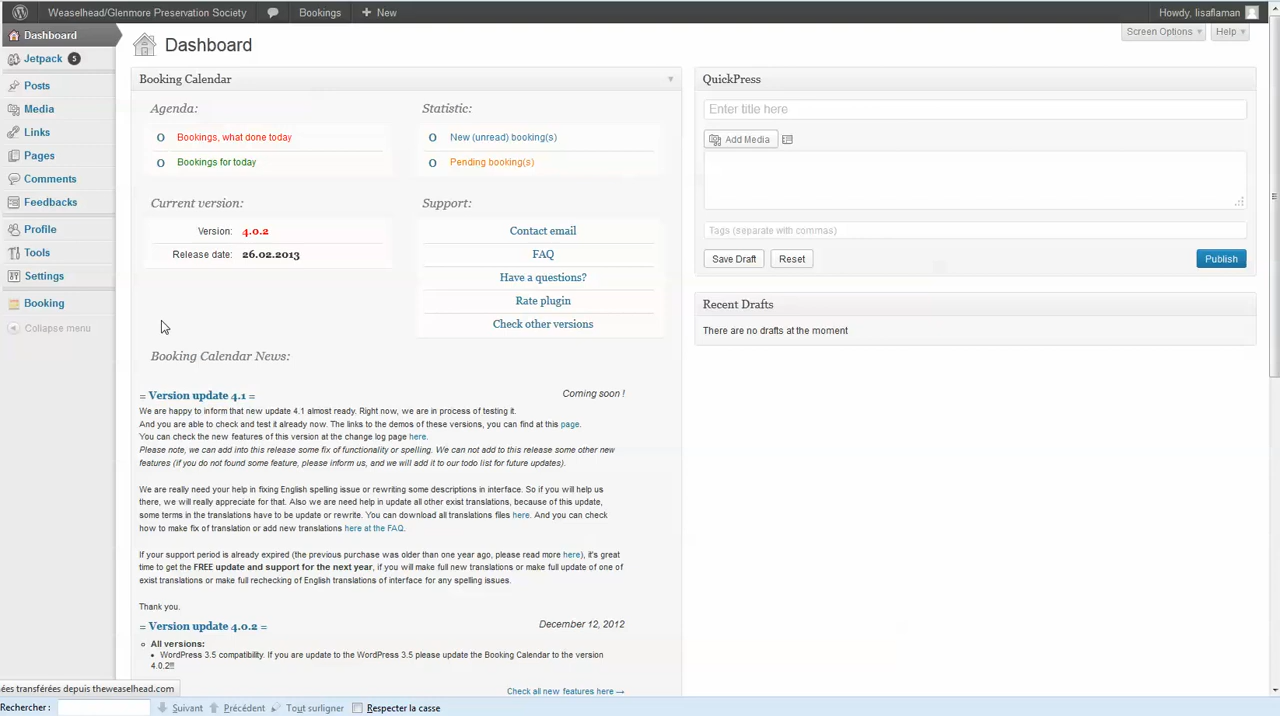 Weaselhead/Glenmore Preservation Society Bookings + New Howdy, lisaflaman
Dashboard
Jetpack 5
Posts
Media
Links
Pages
Comments
Feedbacks
Profile
Tools
Settings
Booking
Collapse menu
Dashboard
Screen Options Help
Booking Calendar
Agenda:
0 Bookings, what done today
0 Bookings for today
Statistic:
0 New (unread) booking(s)
0 Pending booking(s)
Current version:
Version: 4.0.2
Release date: 26.02.2013
Support:
Contact email
FAQ
Have a questions?
Rate plugin
Check other versions
Booking Calendar News:
= Version update 4.1 = Coming soon !
We are happy to inform that new update 4.1 almost ready. Right now, we are in process of testing it.
And you are able to check and test it already now. The links to the demos of these versions, you can find at this page.
You can check the new features of this version at the change log page here.
Please note, we can add into this release some fix of functionality or spelling. We can not add to this release some other new
features (if you do not found some feature, please inform us, and we will add it to our todo list for future updates).
We are really need your help in fixing English spelling issue or rewriting some descriptions in interface. So if you will help us
there, we will really appreciate for that. Also we are need help in update all other exist translations, because of this update,
some terms in the translations have to be update or rewrite. You can download all translations files here. And you can check
how to make fix of translation or add new translations here at the FAQ.
If your support period is already expired (the previous purchase was older than one year ago, please read more here), it's great
time to get the FREE update and support for the next year, if you will make full new translations or make full update of one of
exist translations or make full rechecking of English translations of interface for any spelling issues.
Thank you.
= Version update 4.0.2 = December 12, 2012
All versions:
WordPress 3.5 compatibility. If you are update to the WordPress 3.5 please update the Booking Calendar to the version
4.0.2!!!
Check all new features here →
QuickPress
Enter title here
Add Media
Tags (separate with commas)
Save Draft Reset Publish
Recent Drafts
There are no drafts at the moment
ées transférées depuis theweaselhead.com
Rechercher : Suivant Précédent Tout surligner Respecter la casse